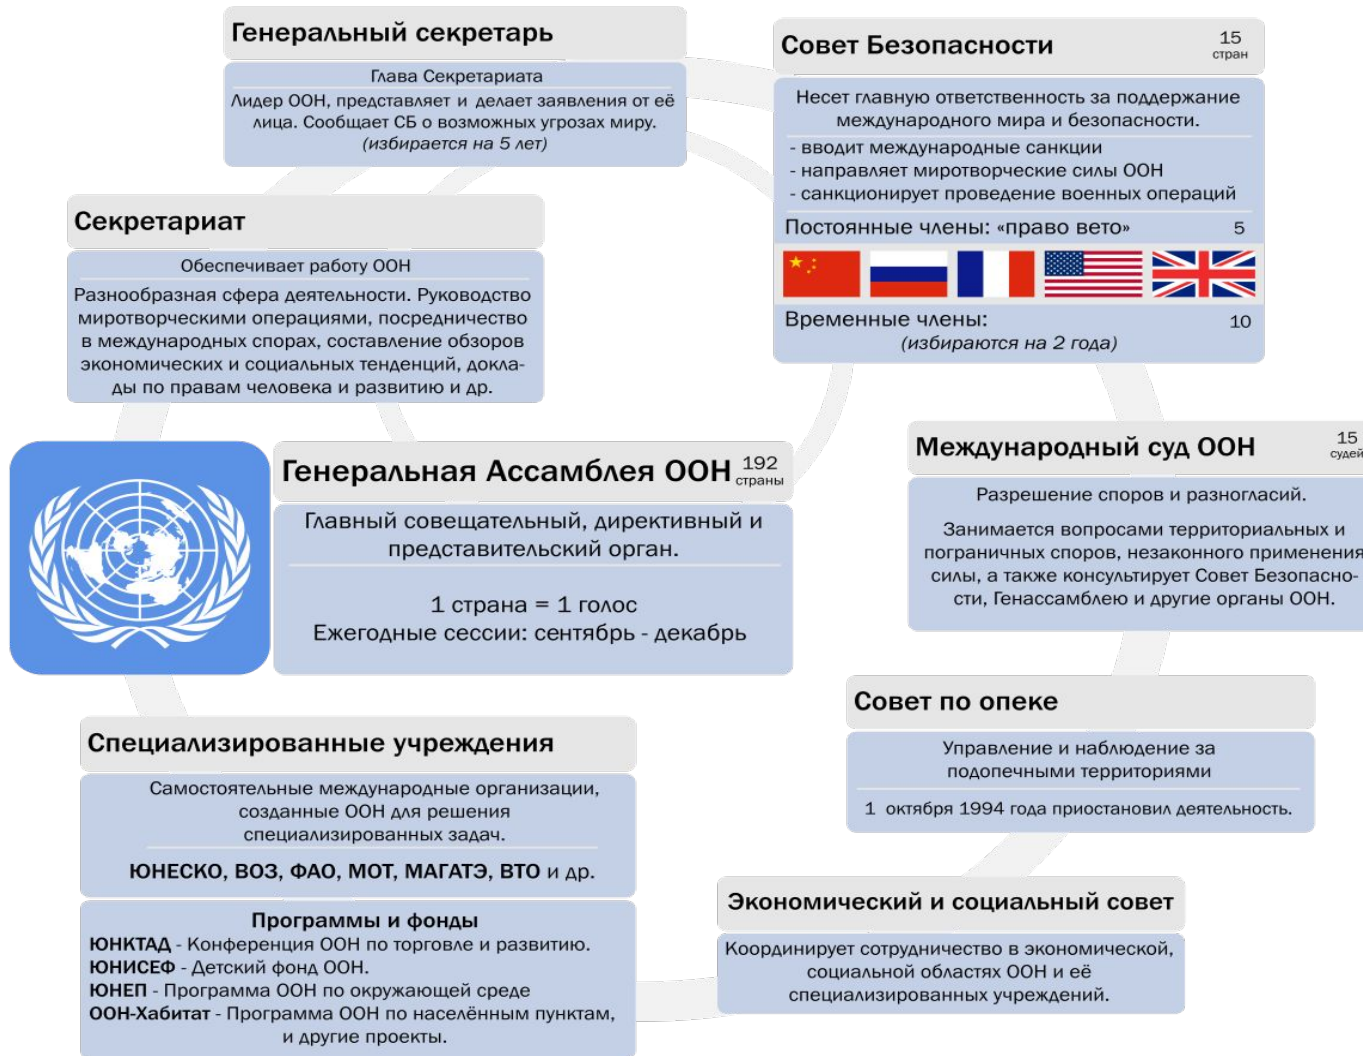 Генеральный секретарь
Глава Секретариата
Лидер ООН, представляет и делает заявления от её
лица. Сообщает СБ о возможных угрозах миру.
(избирается на 5 лет)
Совет Безопасности
15
стран
Несет главную ответственность за поддержание
международного мира и безопасности.
- вводит международные санкции
- направляет миротворческие силы ООН
- санкционирует проведение военных операций
Постоянные члены: «право вето» 5
Временные члены: 10
(избираются на 2 года)
Секретариат
Обеспечивает работу ООН
Разнообразная сфера деятельности. Руководство
миротворческими операциями, посредничество
в международных спорах, составление обзоров
экономических и социальных тенденций, докла-
ды по правам человека и развитию и др.
Генеральная Ассамблея ООН
192
страны
Главный совещательный, директивный и
представительский орган.
1 страна = 1 голос
Ежегодные сессии: сентябрь - декабрь
Международный суд ООН
15
судей
Разрешение споров и разногласий.
Занимается вопросами территориальных и
пограничных споров, незаконного применения
силы, а также консультирует Совет Безопасно-
сти, Генассамблею и другие органы ООН.
Совет по опеке
Управление и наблюдение за
подопечными территориями
1 октября 1994 года приостановил деятельность.
Специализированные учреждения
Самостоятельные международные организации,
созданные ООН для решения
специализированных задач.
ЮНЕСКО, ВОЗ, ФАО, МОТ, МАГАТЭ, ВТО и др.
Программы и фонды
ЮНКТАД - Конференция ООН по торговле и развитию.
ЮНИСЕФ - Детский фонд ООН.
ЮНЕП - Программа ООН по окружающей среде
ООН-Хабитат - Программа ООН по населённым пунктам,
и другие проекты.
Экономический и социальный совет
Координирует сотрудничество в экономической,
социальной областях ООН и её
специализированных учреждений.